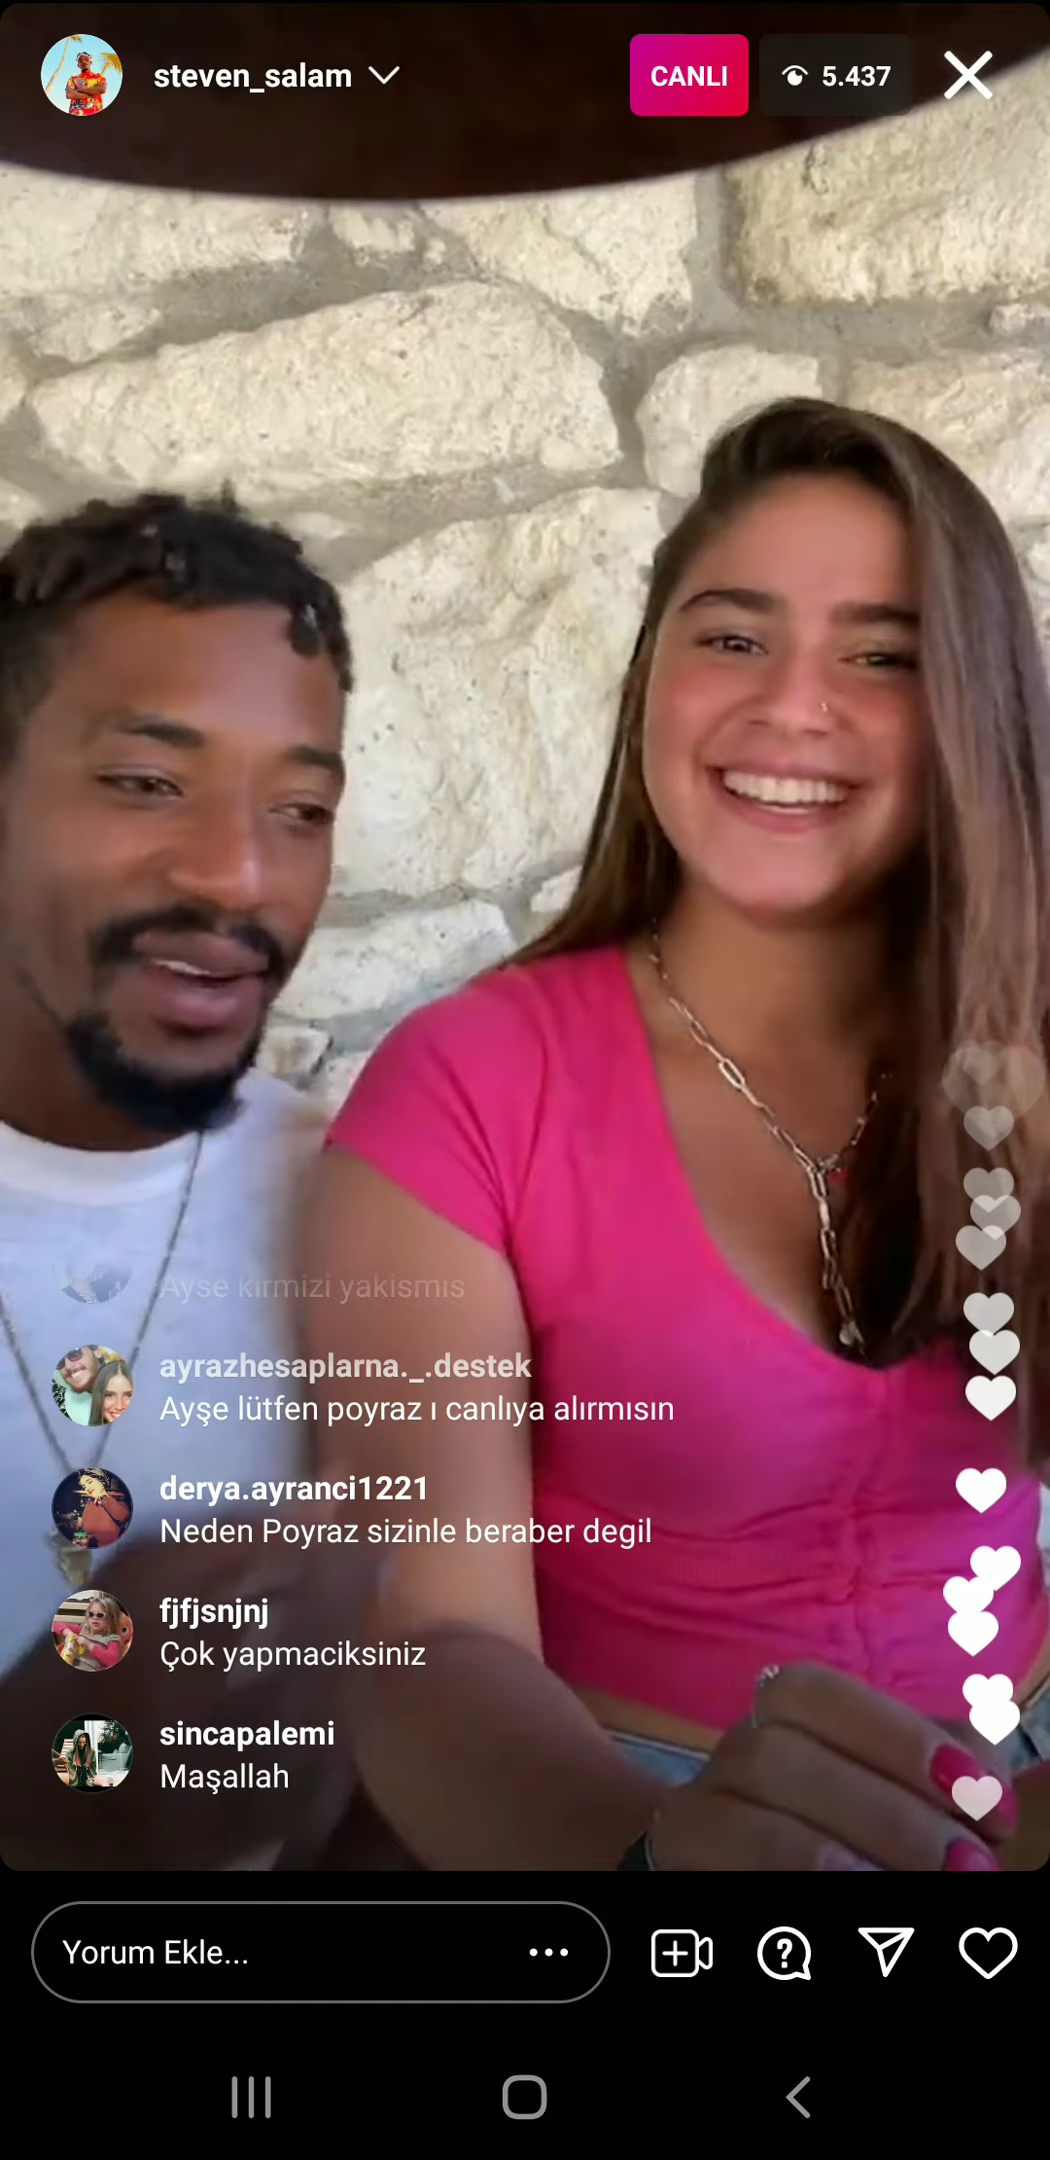 steven_salam
CANLI
5.437
Ayse kirmizi yakismis
ayrazhesaplarna._.destek
Ayşe lütfen poyraz ı canlıya alırmısın
derya.ayranci1221
Neden Poyraz sizinle beraber degil
fjfjsnjnj
Çok yapmaciksiniz
sincapalemi
Maşallah
Yorum Ekle...